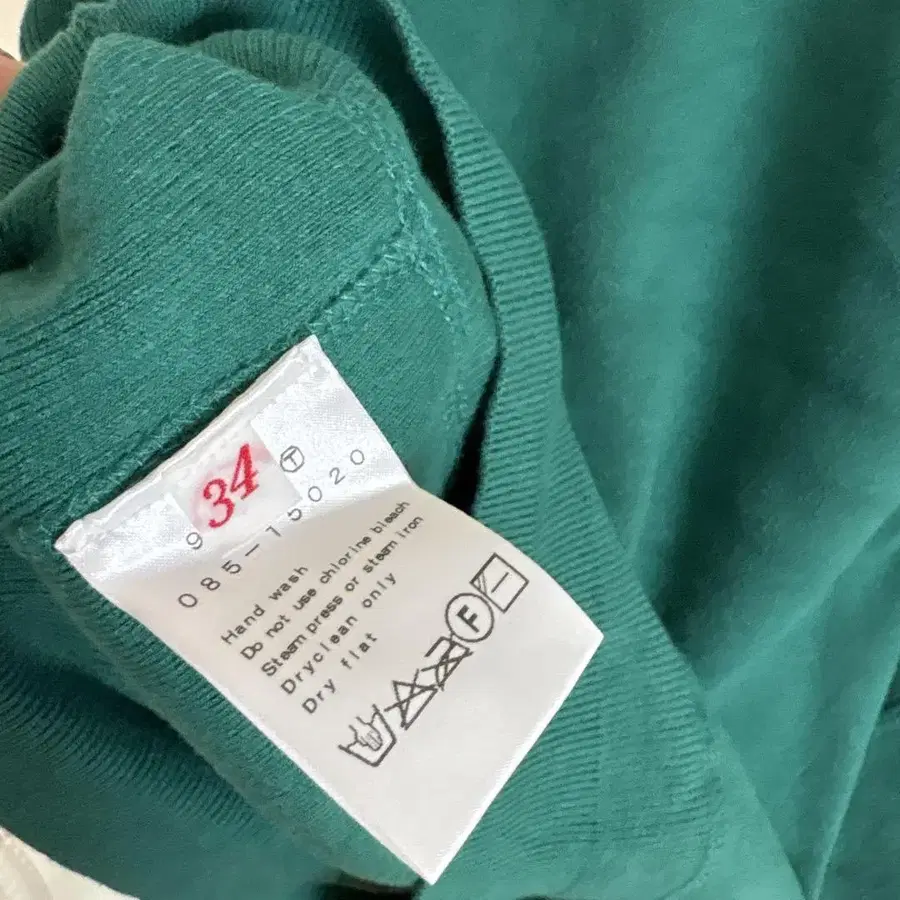 34
T
9
085-15020
Hand wash
Do not use chlorine bleach
Steam press or steam iron
Dryclean only
Dry flat
F